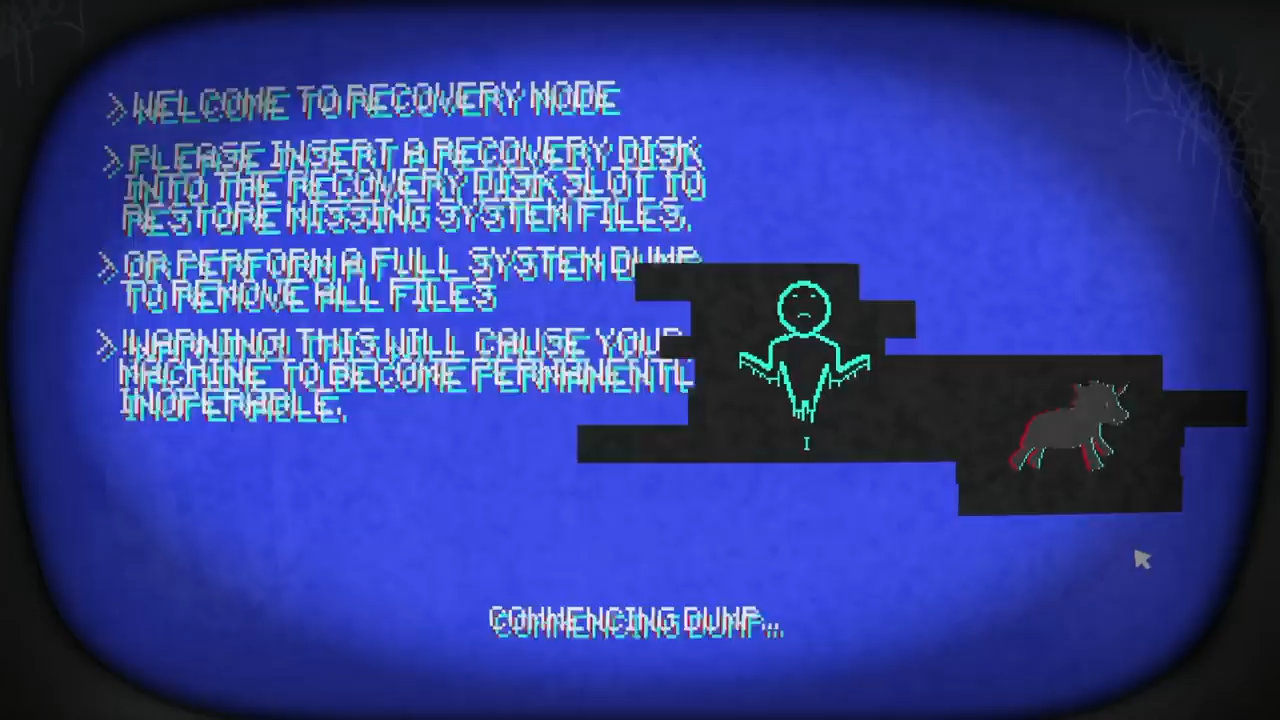 > WELCOME TO RECOVERY MODE
> PLEASE INSERT A RECOVERY DISK
INTO THE RECOVERY DISK SLOT TO
RESTORE MISSING SYSTEM FILES.
> OR PERFORM A FULL SYSTEM DUMP
TO REMOVE ALL FILES
> !WARNING! THIS WILL CAUSE YOUR
MACHINE TO BECOME PERMANENTL
INOPERABLE.
I
COMMENCING DUMP...